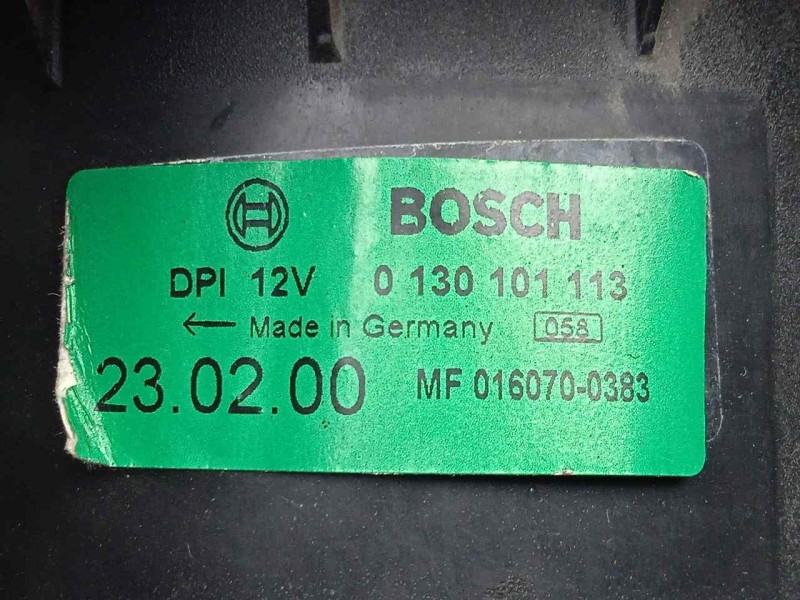 BOSCH
DPI 12V 0 130 101 113
← Made in Germany 058
23.02.00 MF 016070-0383